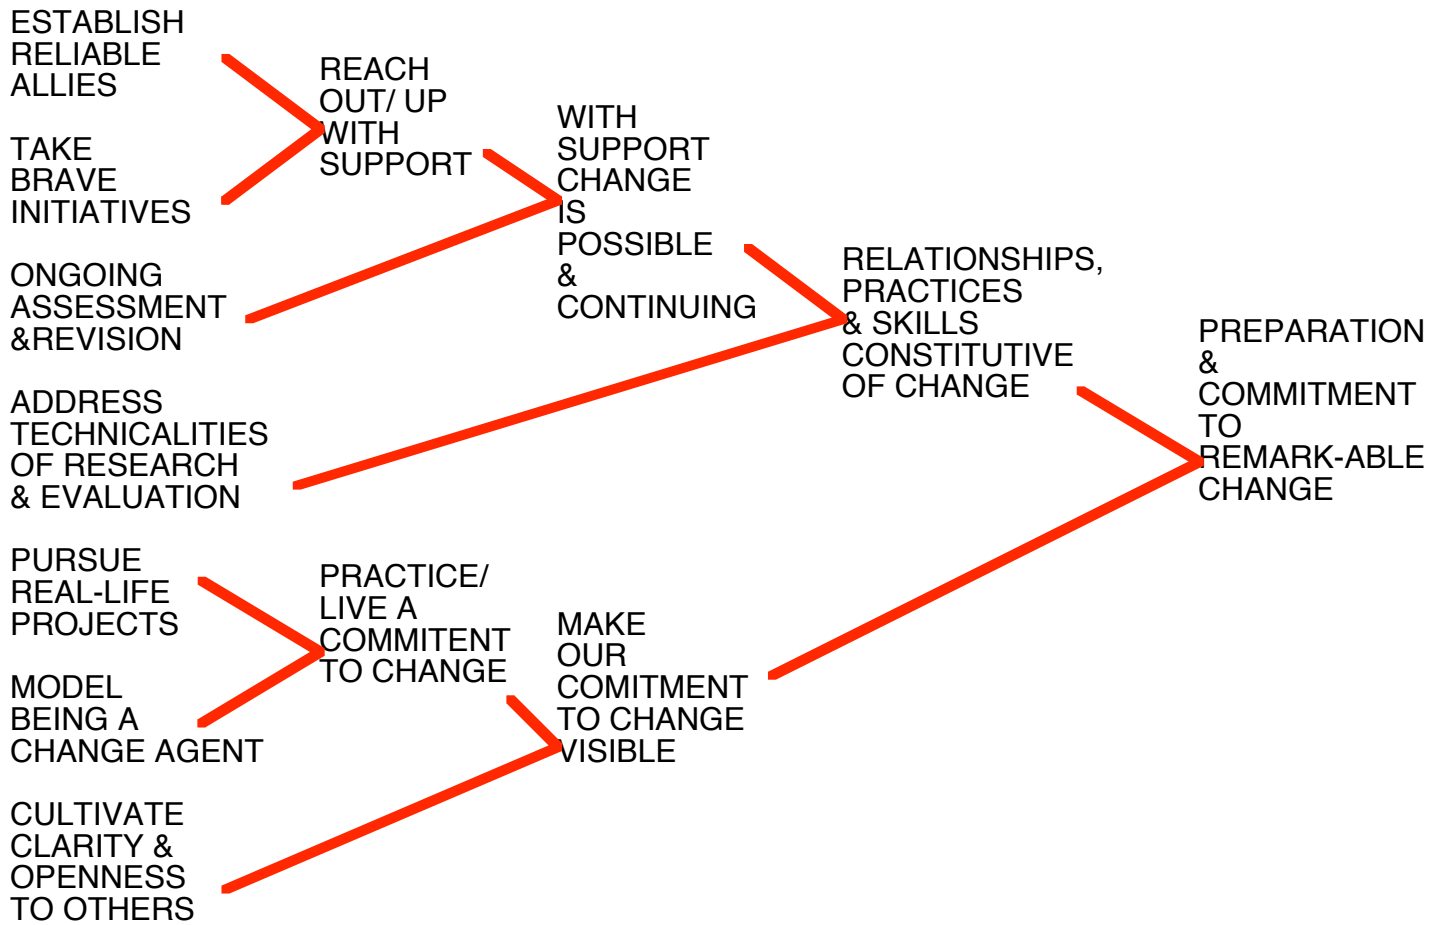 ESTABLISH
RELIABLE
ALLIES
TAKE
BRAVE
INITIATIVES
ONGOING
ASSESSMENT
&REVISION
ADDRESS
TECHNICALITIES
OF RESEARCH
& EVALUATION
PURSUE
REAL-LIFE
PROJECTS
MODEL
BEING A
CHANGE AGENT
CULTIVATE
CLARITY &
OPENNESS
TO OTHERS
REACH
OUT/ UP
WITH
SUPPORT
PRACTICE/
LIVE A
COMMITENT
TO CHANGE
WITH
SUPPORT
CHANGE
IS
POSSIBLE
&
CONTINUING
MAKE
OUR
COMITMENT
TO CHANGE
VISIBLE
RELATIONSHIPS,
PRACTICES
& SKILLS
CONSTITUTIVE
OF CHANGE
PREPARATION
&
COMMITMENT
TO
REMARK-ABLE
CHANGE